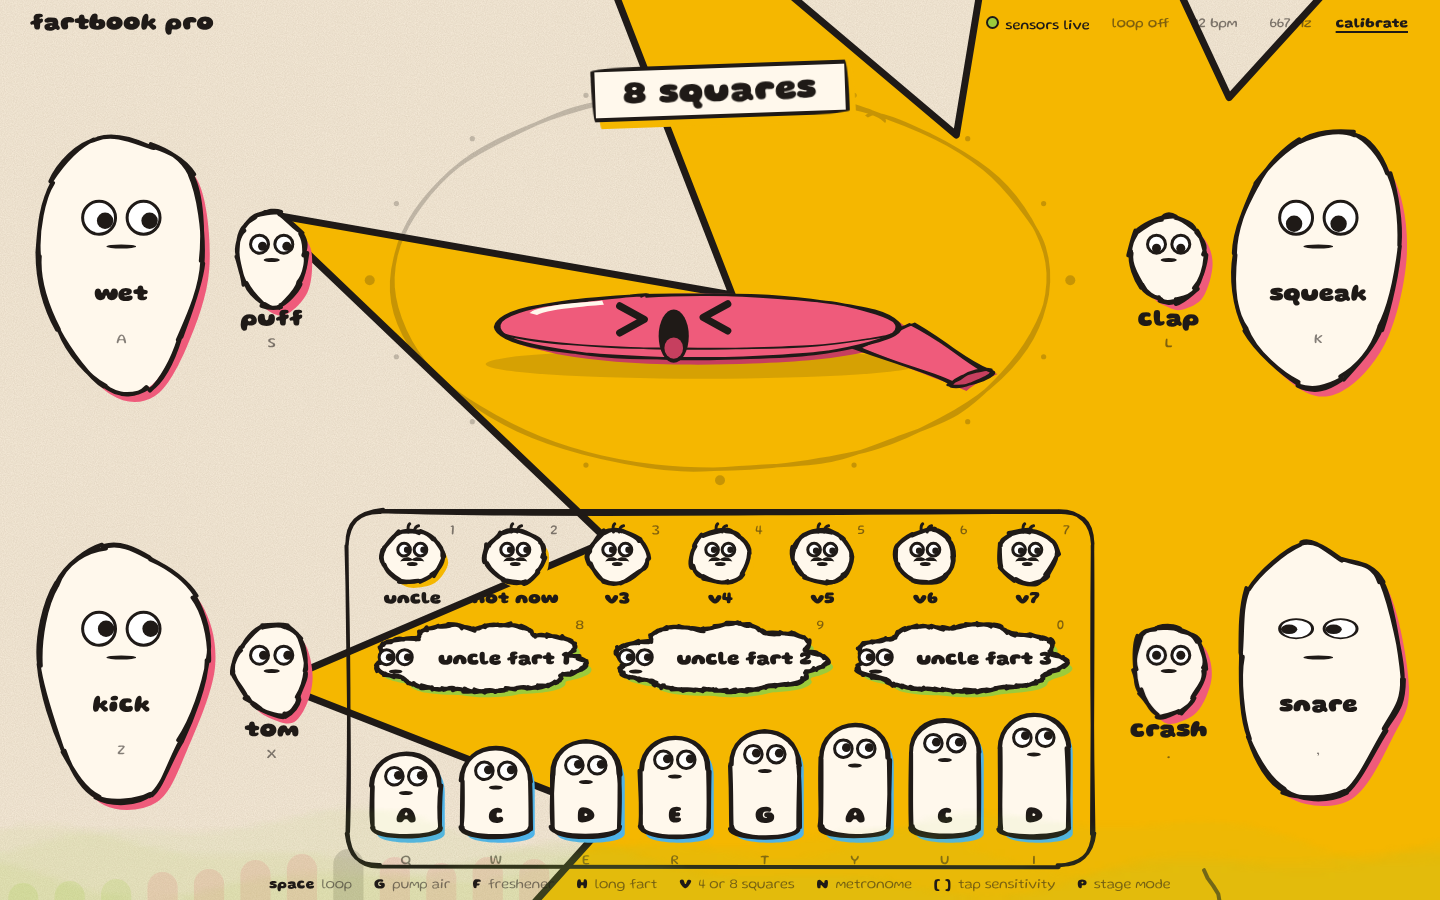 fartbook pro
sensors live
loop off
2 bpm
667
calibrate
8 squares
wet
A
puff
S
clap
L
squeak
K
1
2
3
4
5
6
7
uncle
not now
v3
v4
v5
v6
v7
8
9
0
uncle fart 1
uncle fart 2
uncle fart 3
kick
Z
tom
X
crash
.
snare
,
A
C
D
E
G
A
C
D
Q
W
E
R
T
Y
U
I
space loop G pump air F freshener H long fart V 4 or 8 squares N metronome [ ] tap sensitivity P stage mode